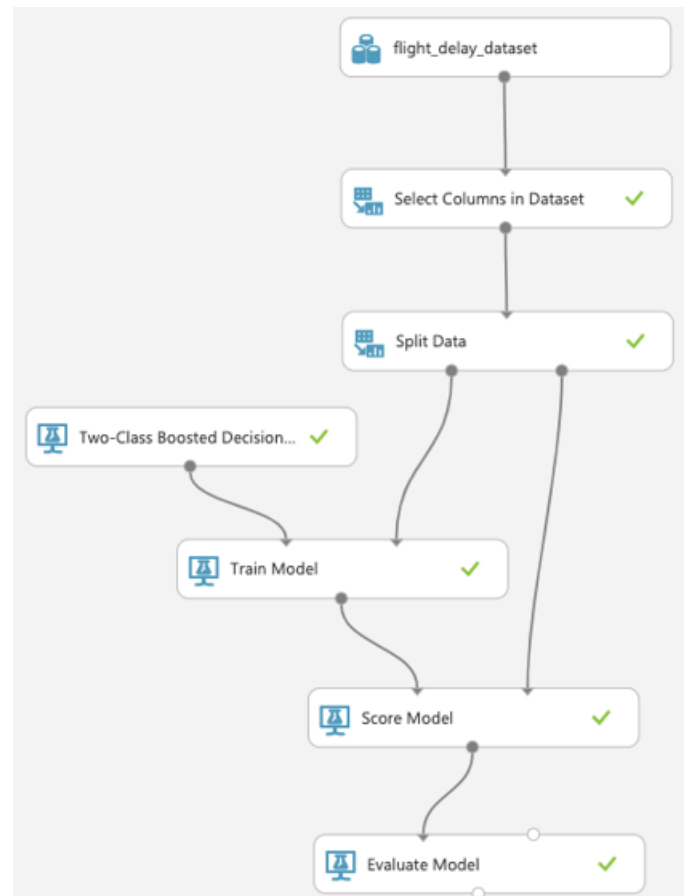 flight_delay_dataset
Select Columns in Dataset
Split Data
Two-Class Boosted Decision...
Train Model
Score Model
Evaluate Model